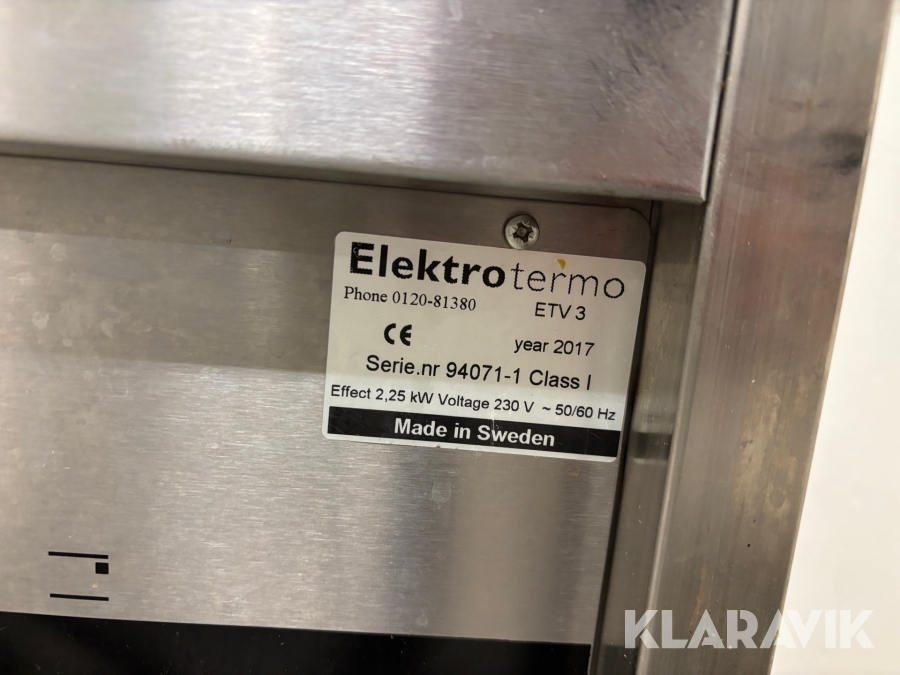 Elektrotermo
Phone 0120-81380 ETV 3
CE year 2017
Serie.nr 94071-1 Class I
Effect 2,25 kW Voltage 230 V ~ 50/60 Hz
Made in Sweden
KLARAVIK